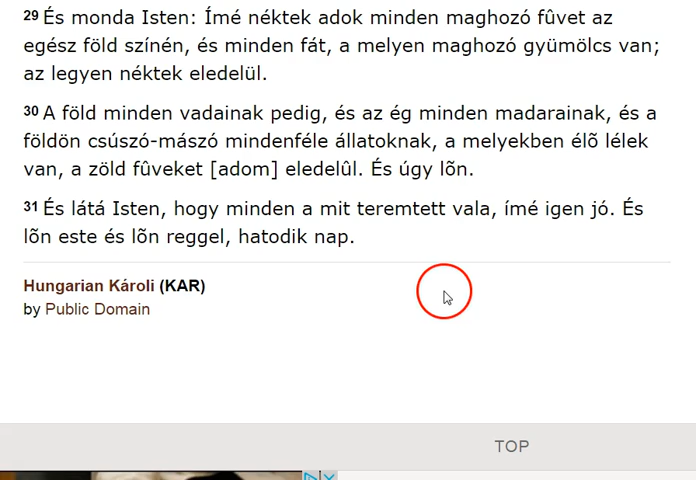 29 És monda Isten: Ímé néktek adok minden maghozó fûvet az
egész föld színén, és minden fát, a melyen maghozó gyümölcs van;
az legyen néktek eledelül.
30 A föld minden vadainak pedig, és az ég minden madarainak, és a
földön csúszó-mászó mindenféle állatoknak, a melyekben élõ lélek
van, a zöld fûveket [adom] eledelûl. És úgy lõn.
31 És látá Isten, hogy minden a mit teremtett vala, ímé igen jó. És
lõn este és lõn reggel, hatodik nap.
Hungarian Károli (KAR)
by Public Domain
TOP